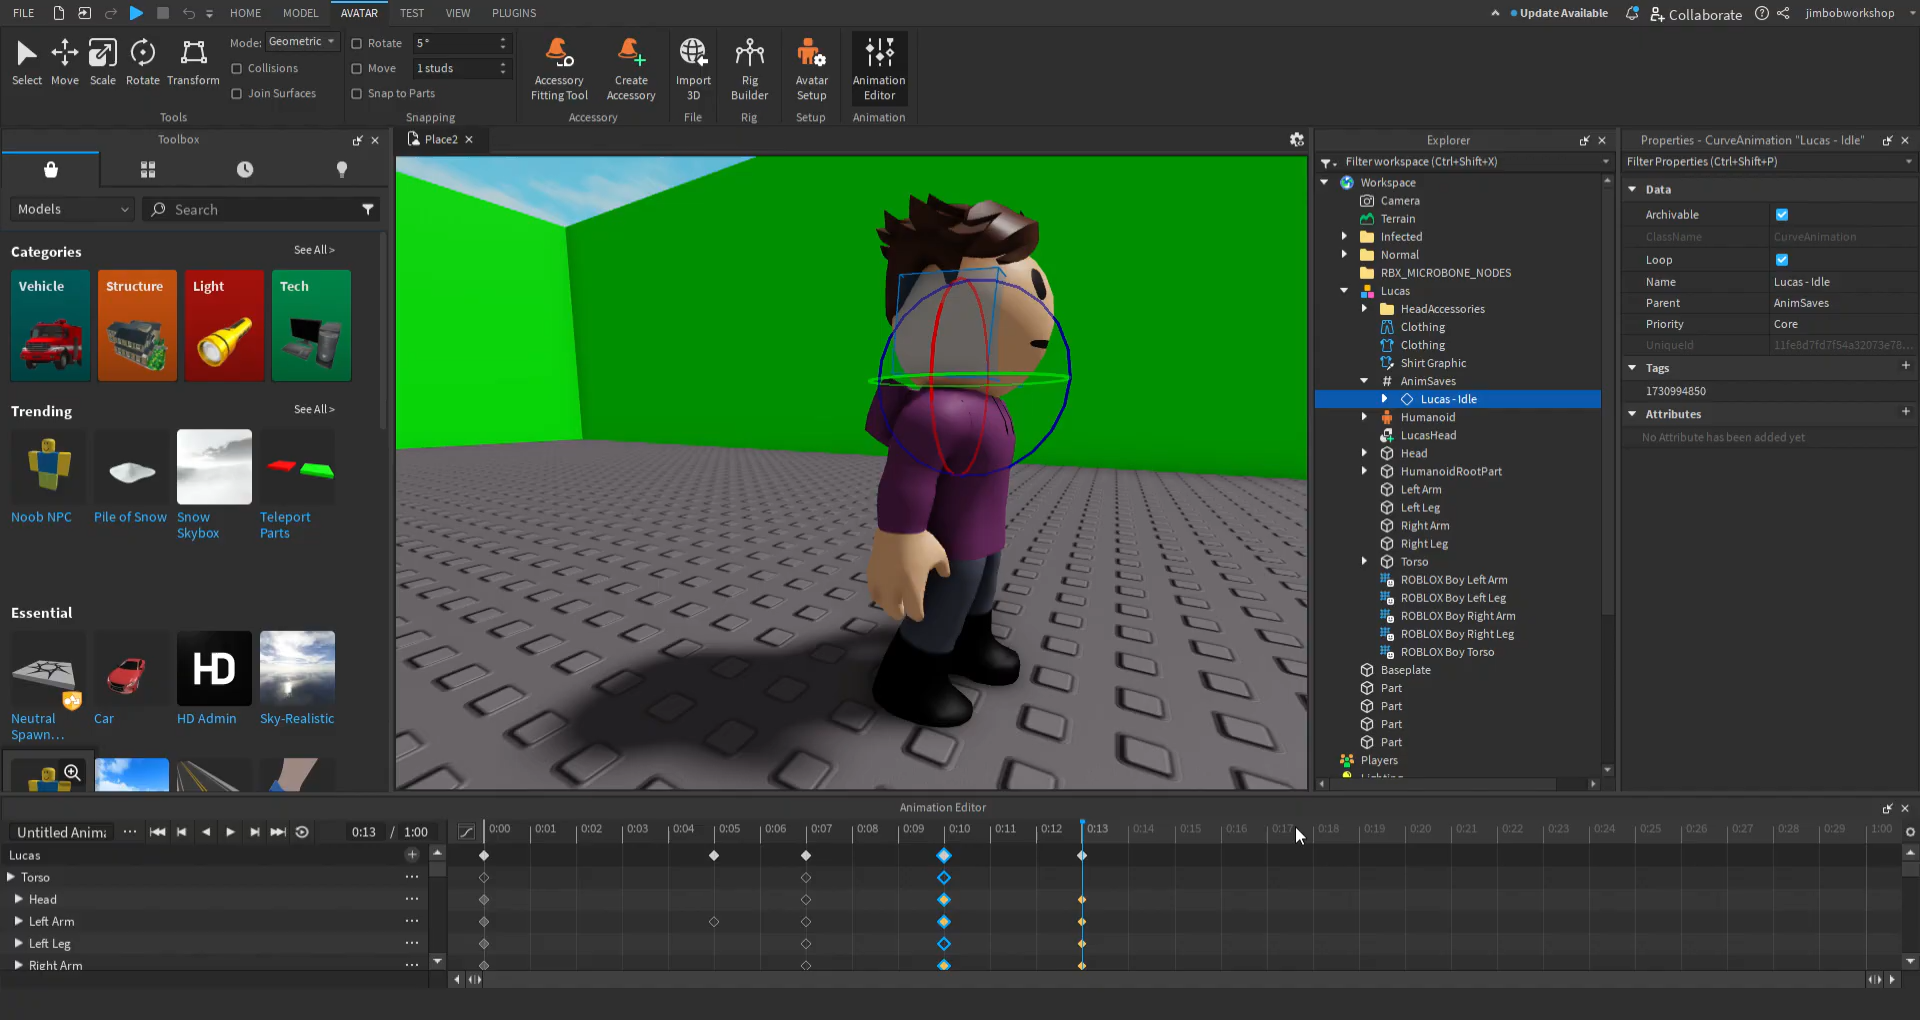 FILE
HOME
MODEL
AVATAR
TEST
VIEW
PLUGINS
Update Available
Collaborate
jimbobworkshop
Select
Move
Scale
Rotate
Transform
Mode:
Geometric
Collisions
Join Surfaces
Tools
Rotate
5 °
Move
1 studs
Snap to Parts
Snapping
Accessory
Fitting Tool
Create
Accessory
Accessory
Import
3D
File
Rig
Builder
Rig
Avatar
Setup
Setup
Animation
Editor
Animation
Toolbox
Models
Search
Categories
See All >
Vehicle
Structure
Light
Tech
Trending
See All >
Noob NPC
Pile of Snow
Snow
Skybox
Teleport
Parts
Essential
See All >
HD
Neutral
Spawn...
Car
HD Admin
Sky-Realistic
Place2
Explorer
Filter workspace (Ctrl+Shift+X)
Workspace
Camera
Terrain
Infected
Normal
RBX_MICROBONE_NODES
Lucas
HeadAccessories
Clothing
Clothing
Shirt Graphic
AnimSaves
Lucas - Idle
Humanoid
LucasHead
Head
HumanoidRootPart
Left Arm
Left Leg
Right Arm
Right Leg
Torso
ROBLOX Boy Left Arm
ROBLOX Boy Left Leg
ROBLOX Boy Right Arm
ROBLOX Boy Right Leg
ROBLOX Boy Torso
Baseplate
Part
Part
Part
Part
Players
Properties - CurveAnimation "Lucas - Idle"
Filter Properties (Ctrl+Shift+P)
Data
Archivable
ClassName CurveAnimation
Loop
Name Lucas - Idle
Parent AnimSaves
Priority Core
UniqueId 11fe8d7fd7f54a32073e78...
Tags
1730994850
Attributes
No Attribute has been added yet
Animation Editor
Untitled Anima
0:13 / 1:00
0:00 0:01 0:02 0:03 0:04 0:05 0:06 0:07 0:08 0:09 0:10 0:11 0:12 0:13 0:14 0:15 0:16 0:17 0:18 0:19 0:20 0:21 0:22 0:23 0:24 0:25 0:26 0:27 0:28 0:29 1:00
Lucas
Torso
Head
Left Arm
Left Leg
Right Arm